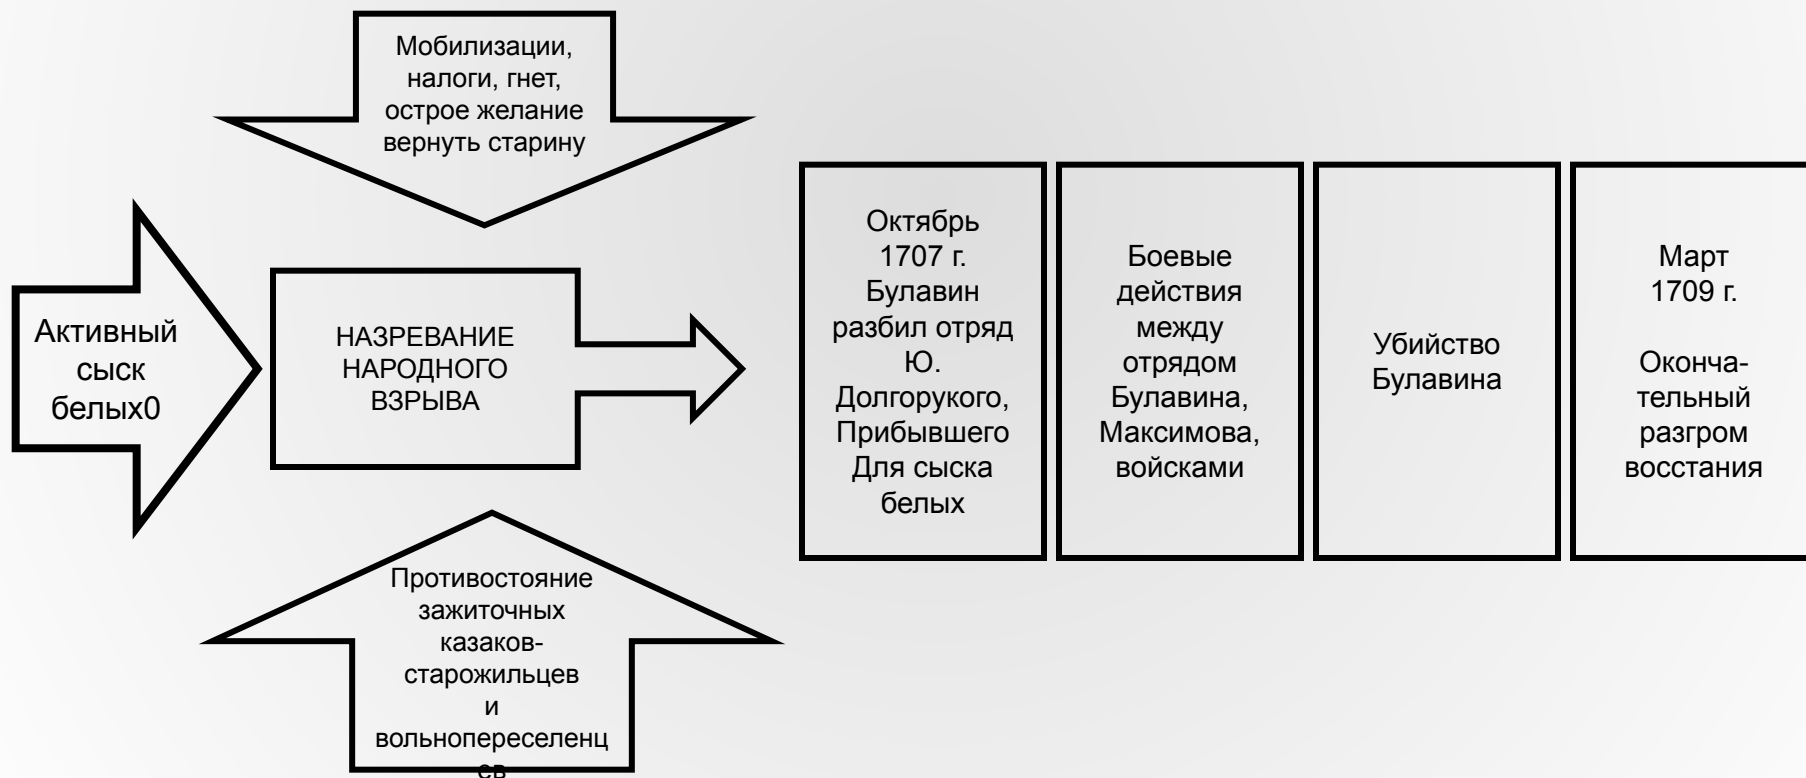 Мобилизации,
налоги, гнет,
острое желание
вернуть старину
Активный
сыск
белых0
НАЗРЕВАНИЕ
НАРОДНОГО
ВЗРЫВА
Противостояние
зажиточных
казаков-
старожильцев
и
вольнопереселенц
ев
Октябрь
1707 г.
Булавин
разбил отряд
Ю.
Долгорукого,
Прибывшего
Для сыска
белых
Боевые
действия
между
отрядом
Булавина,
Максимова,
войсками
Убийство
Булавина
Март
1709 г.
Оконча-
тельный
разгром
восстания